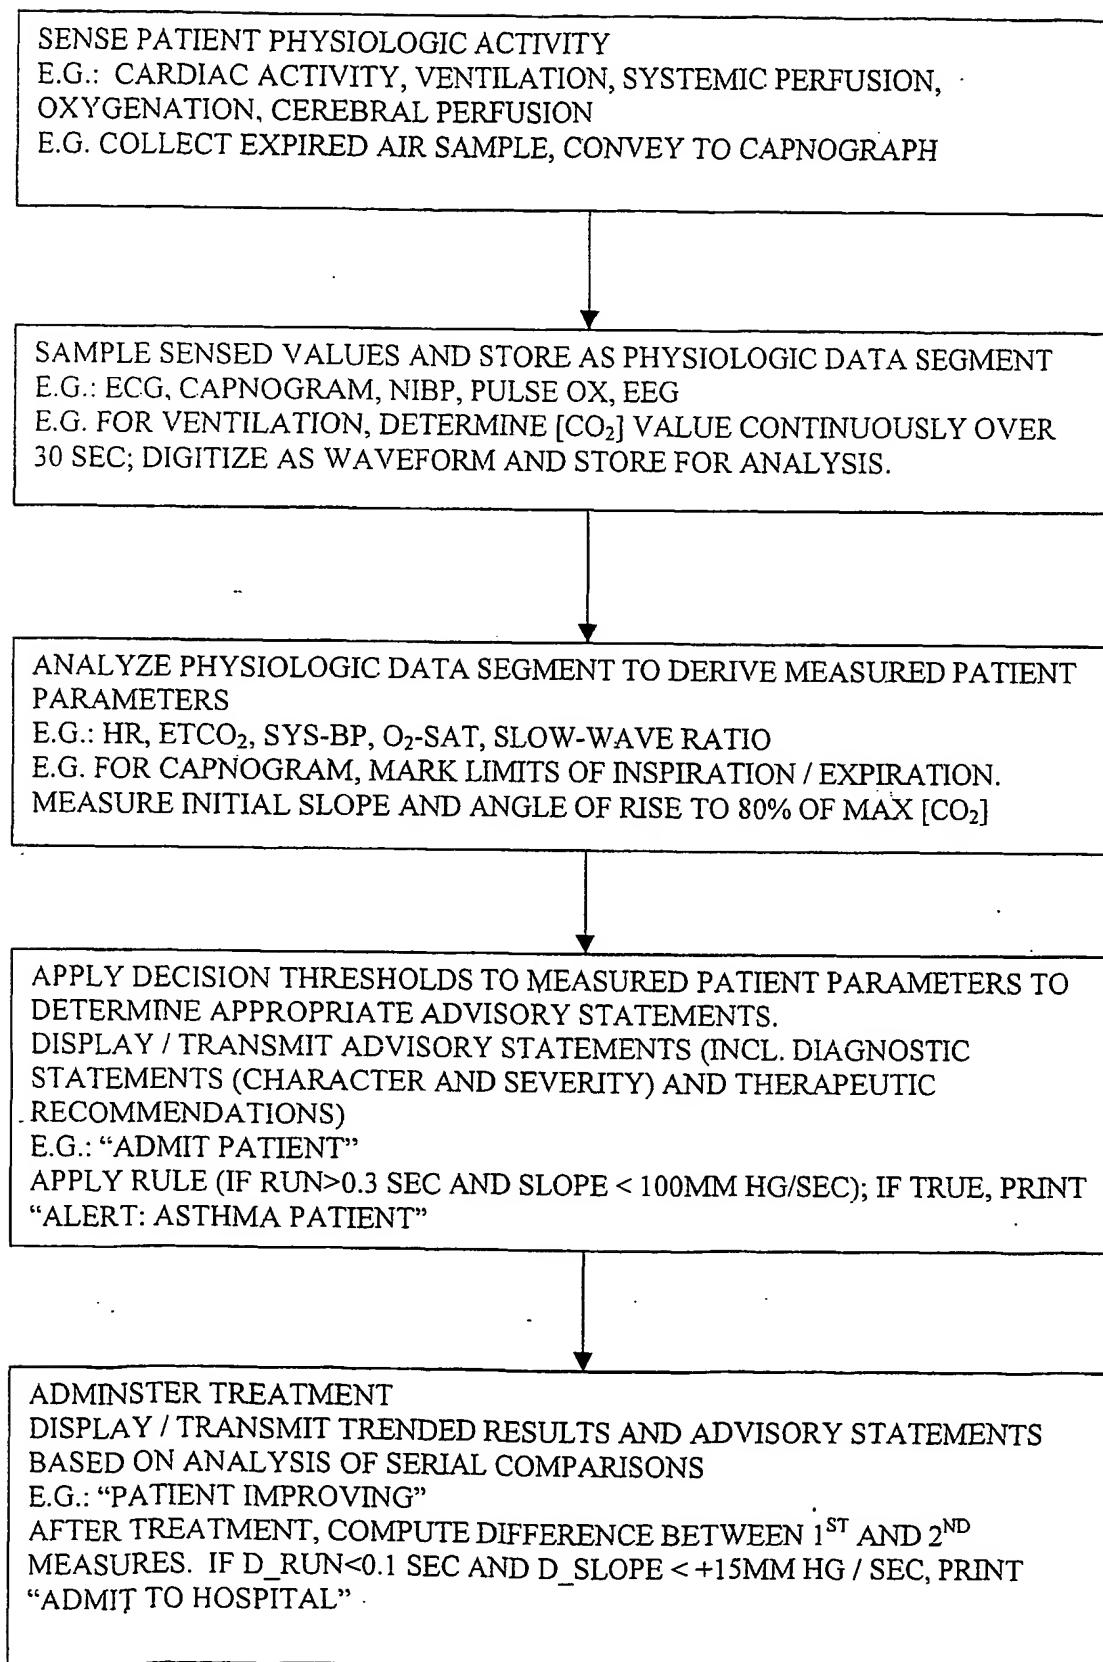 SENSE PATIENT PHYSIOLOGIC ACTIVITY
E.G.: CARDIAC ACTIVITY, VENTILATION, SYSTEMIC PERFUSION,
OXYGENATION, CEREBRAL PERFUSION
E.G. COLLECT EXPIRED AIR SAMPLE, CONVEY TO CAPNOGRAPH
SAMPLE SENSED VALUES AND STORE AS PHYSIOLOGIC DATA SEGMENT
E.G.: ECG, CAPNOGRAM, NIBP, PULSE OX, EEG
E.G. FOR VENTILATION, DETERMINE [CO₂] VALUE CONTINUOUSLY OVER
30 SEC; DIGITIZE AS WAVEFORM AND STORE FOR ANALYSIS.
ANALYZE PHYSIOLOGIC DATA SEGMENT TO DERIVE MEASURED PATIENT
PARAMETERS
E.G.: HR, ETCO₂, SYS-BP, O₂-SAT, SLOW-WAVE RATIO
E.G. FOR CAPNOGRAM, MARK LIMITS OF INSPIRATION / EXPIRATION.
MEASURE INITIAL SLOPE AND ANGLE OF RISE TO 80% OF MAX [CO₂]
APPLY DECISION THRESHOLDS TO MEASURED PATIENT PARAMETERS TO
DETERMINE APPROPRIATE ADVISORY STATEMENTS.
DISPLAY / TRANSMIT ADVISORY STATEMENTS (INCL. DIAGNOSTIC
STATEMENTS (CHARACTER AND SEVERITY) AND THERAPEUTIC
RECOMMENDATIONS)
E.G.: “ADMIT PATIENT”
APPLY RULE (IF RUN>0.3 SEC AND SLOPE < 100MM HG/SEC); IF TRUE, PRINT
“ALERT: ASTHMA PATIENT”
ADMINSTER TREATMENT
DISPLAY / TRANSMIT TRENDED RESULTS AND ADVISORY STATEMENTS
BASED ON ANALYSIS OF SERIAL COMPARISONS
E.G.: “PATIENT IMPROVING”
AFTER TREATMENT, COMPUTE DIFFERENCE BETWEEN 1ST AND 2ND
MEASURES. IF D_RUN<0.1 SEC AND D_SLOPE < +15MM HG / SEC, PRINT
“ADMIT TO HOSPITAL”